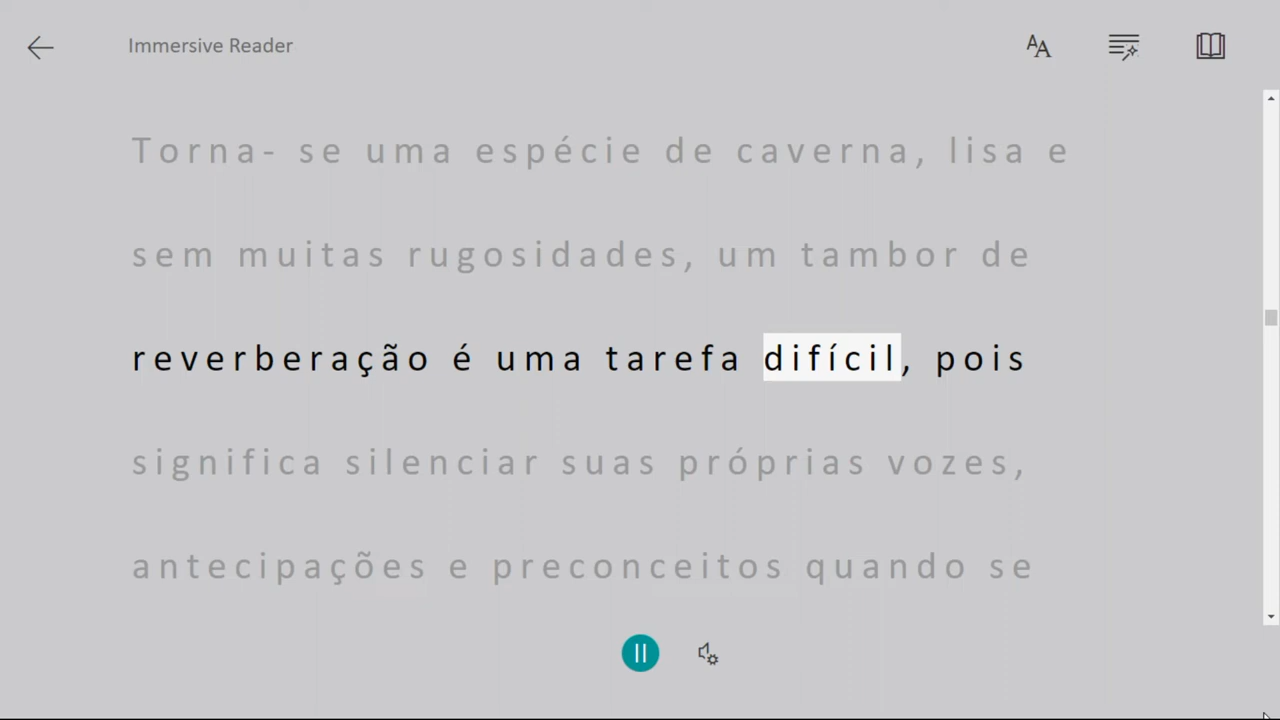 Immersive Reader
Torna- se uma espécie de caverna, lisa e
sem muitas rugosidades, um tambor de
reverberação é uma tarefa difícil, pois
significa silenciar suas próprias vozes,
antecipações e preconceitos quando se